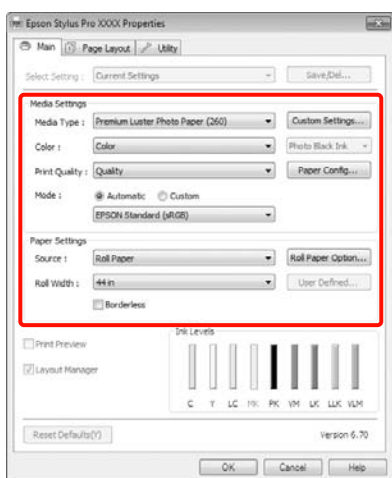 Epson Stylus Pro XXXX Properties
Main Page Layout Utility
Select Setting : Current Settings Save/Del...
Media Settings
Media Type : Premium Luster Photo Paper (260) Custom Settings...
Color : Color Photo Black Ink
Print Quality : Quality Paper Config...
Mode : Automatic Custom
EPSON Standard (sRGB)
Paper Settings
Source : Roll Paper Roll Paper Option...
Roll Width : 44 in User Defined...
Borderless
Print Preview
Layout Manager
Ink Levels
C Y LC MK PK VM LK LLK VLM
Reset Defaults(Y) Version 6.70
OK Cancel Help